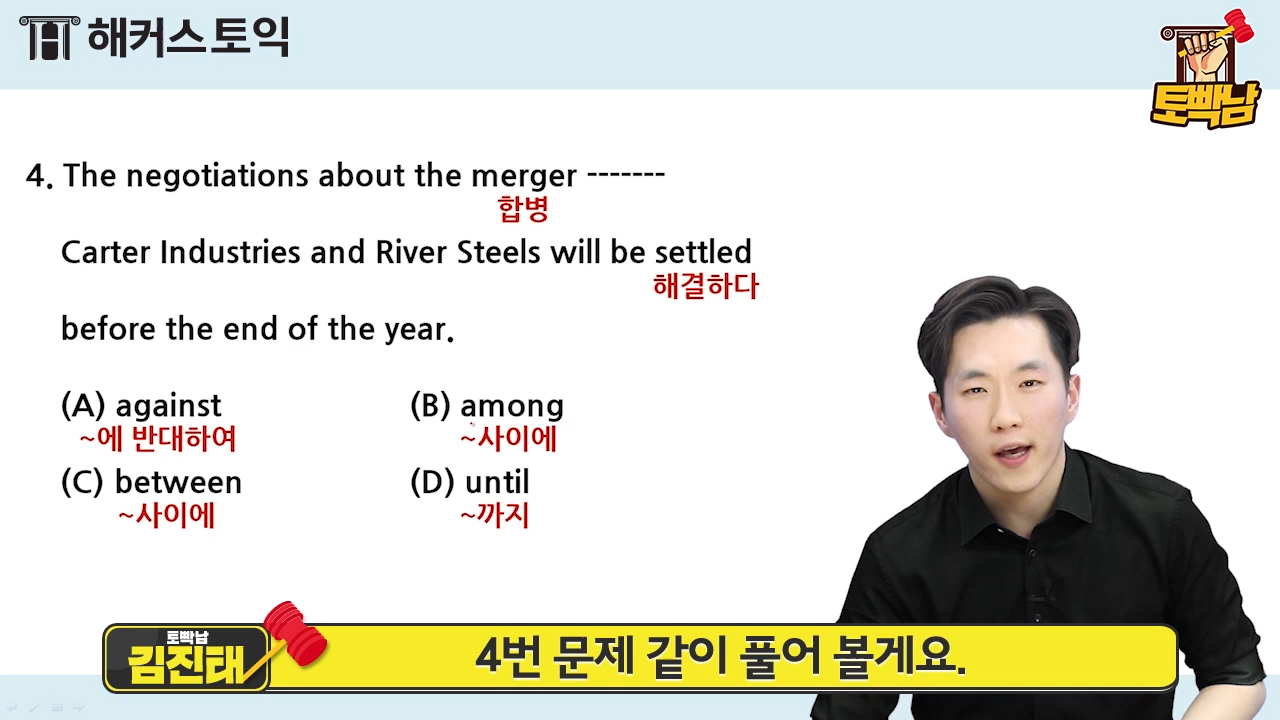 해커스토익
토빡남
4. The negotiations about the merger -------
합병
Carter Industries and River Steels will be settled
해결하다
before the end of the year.
(A) against
(B) among
~에 반대하여
~사이에
(C) between
(D) until
~사이에
~까지
토빡남
김진태
4번 문제 같이 풀어 볼게요.